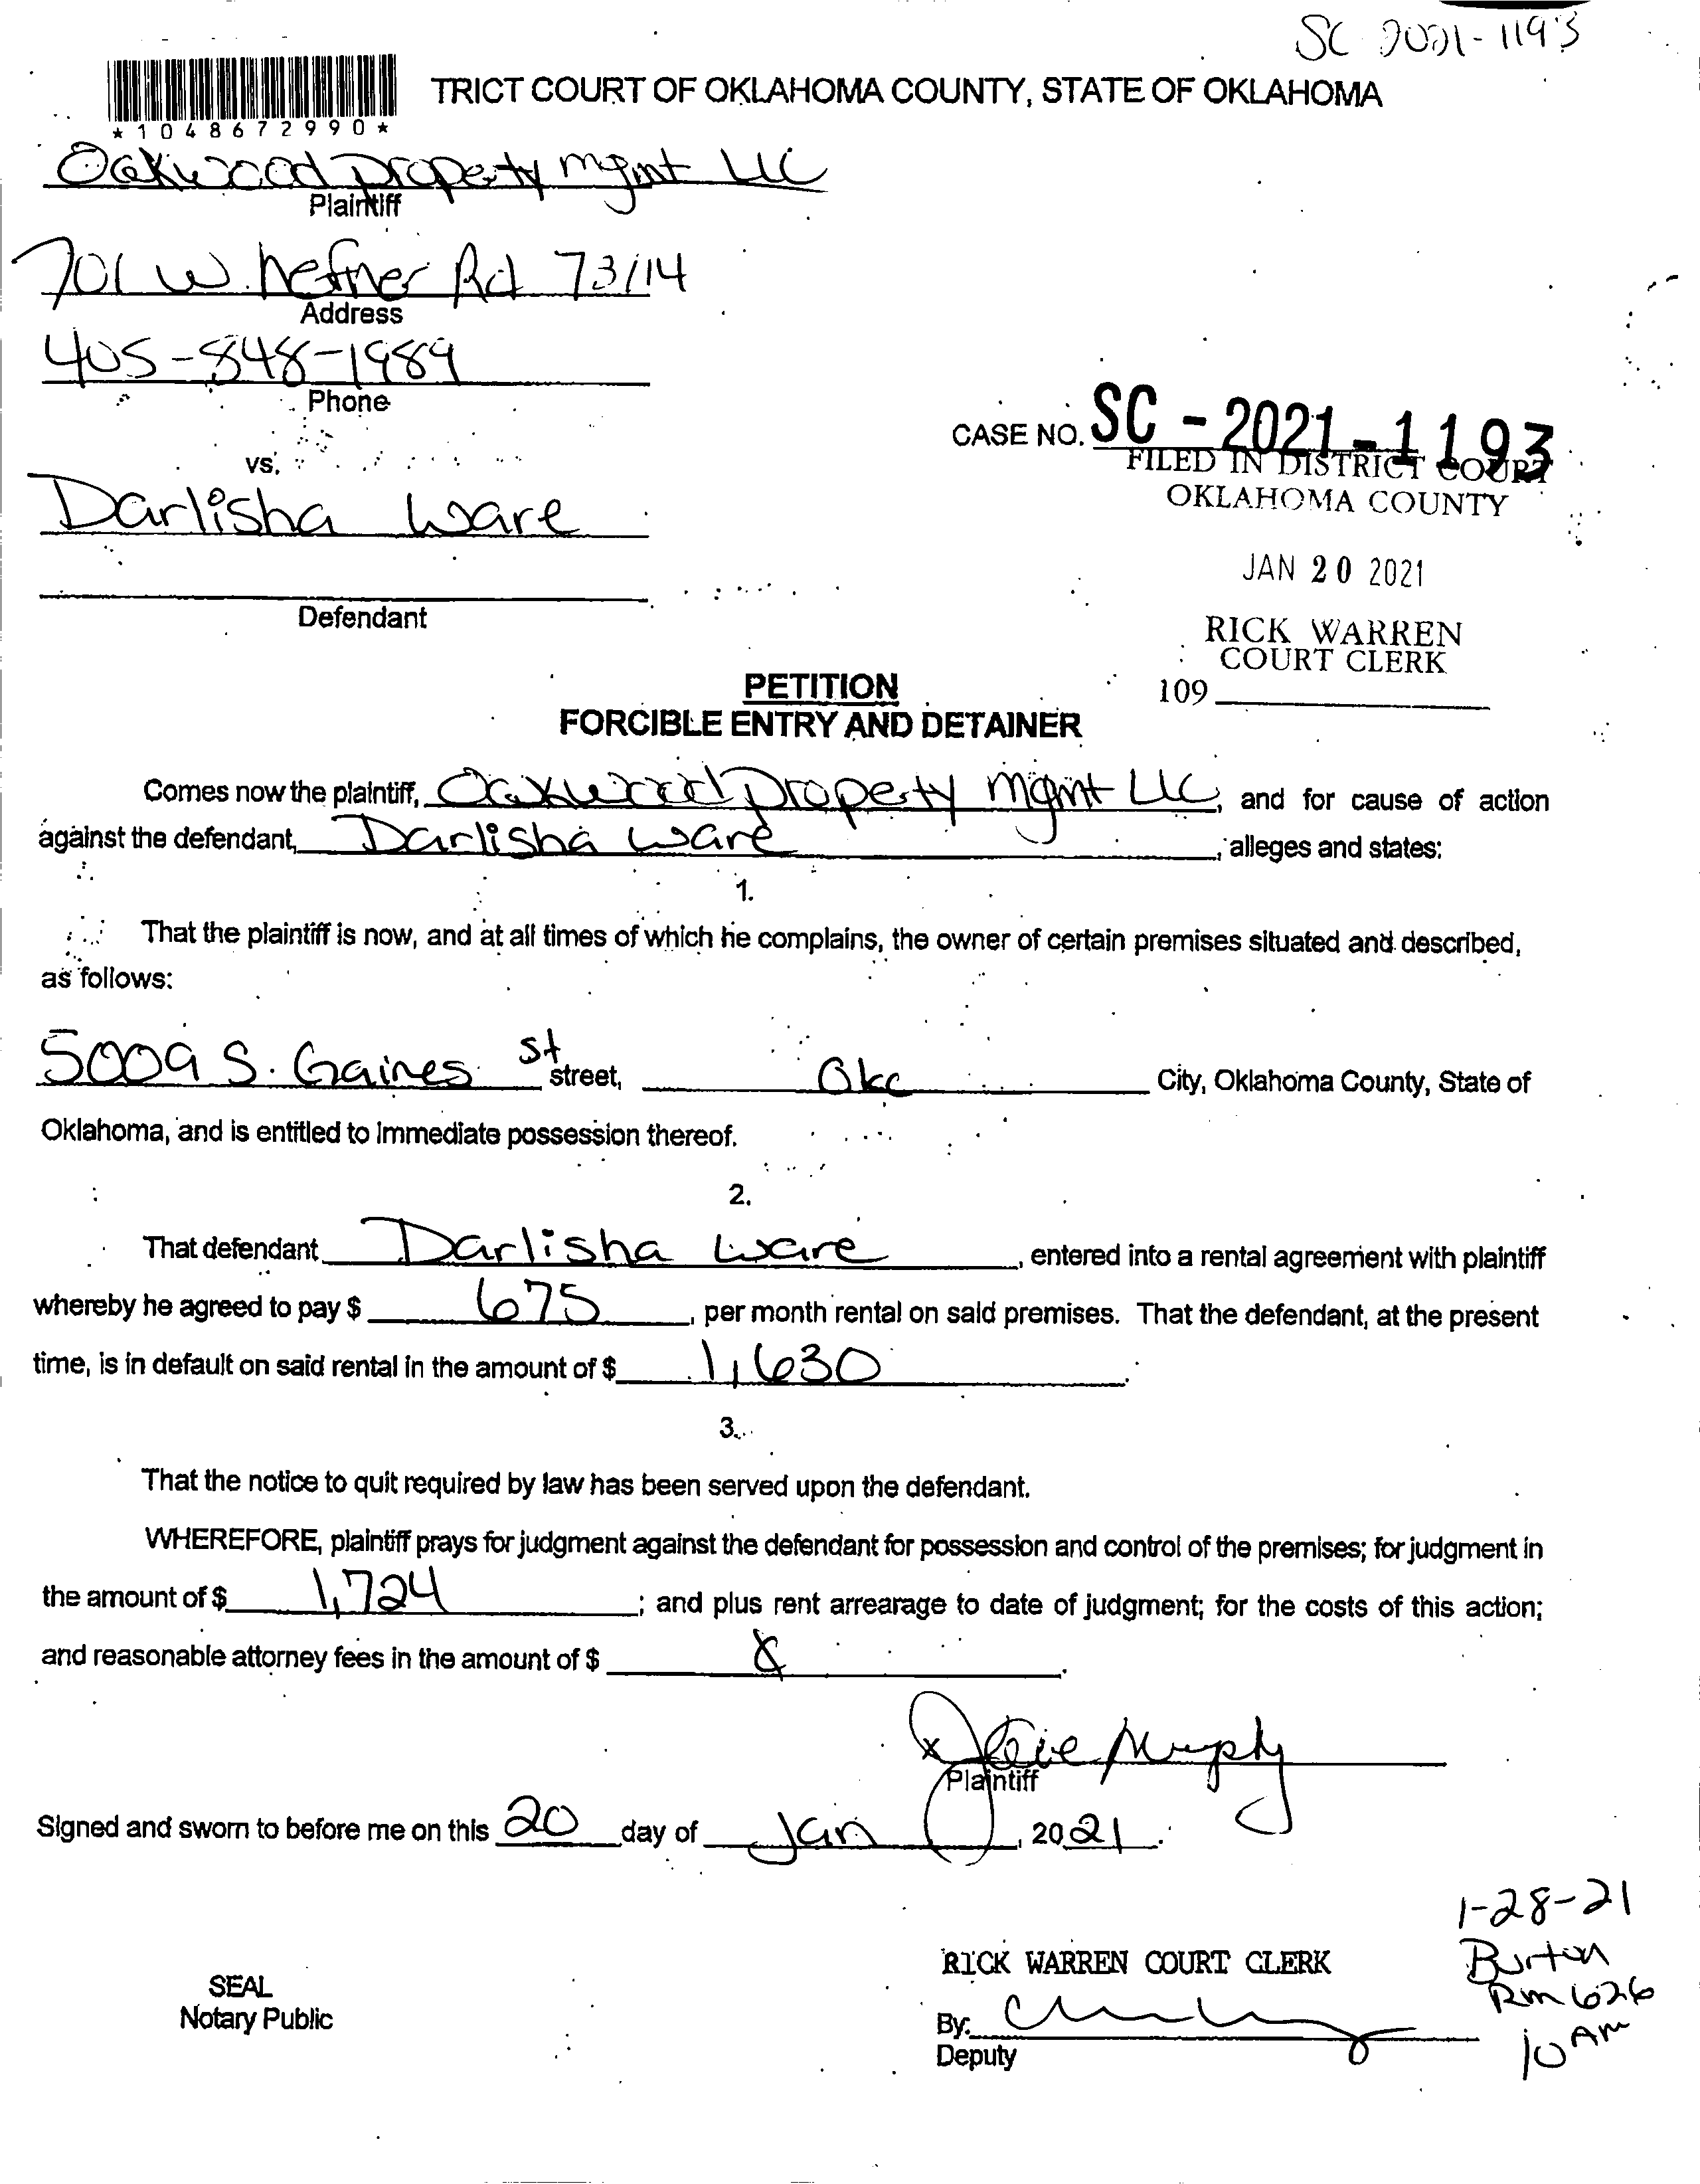 SC 2021-1193
TRICT COURT OF OKLAHOMA COUNTY, STATE OF OKLAHOMA
*1048672990*
Oakwood Property mgmt LLC
Plaintiff
701 W. hefner Rd 73114
Address
405-848-1989
Phone
CASE NO. SC - 2021 - 1193
vs.
FILED IN DISTRICT COURT
OKLAHOMA COUNTY
Darlisha Ware
JAN 20 2021
Defendant
RICK WARREN
COURT CLERK
109
PETITION
FORCIBLE ENTRY AND DETAINER
Comes now the plaintiff, Oakwood Property Mgmt LLC, and for cause of action
against the defendant, Darlisha Ware, alleges and states:
1.
That the plaintiff is now, and at all times of which he complains, the owner of certain premises situated and described,
as follows:
5009 S. Gaines St street, Okc City, Oklahoma County, State of
Oklahoma, and is entitled to immediate possession thereof.
2.
That defendant Darlisha Ware, entered into a rental agreement with plaintiff
whereby he agreed to pay $ 675, per month rental on said premises. That the defendant, at the present
time, is in default on said rental in the amount of $ 1,630.
3.
That the notice to quit required by law has been served upon the defendant.
WHEREFORE, plaintiff prays for judgment against the defendant for possession and control of the premises; for judgment in
the amount of $ 1,724; and plus rent arrearage to date of judgment; for the costs of this action;
and reasonable attorney fees in the amount of $
x Murphy
Plaintiff
Signed and sworn to before me on this 20 day of Jan, 2021.
1-28-21
Burton
Rm 626
10 AM
RICK WARREN COURT CLERK
SEAL
Notary Public
By:
Deputy